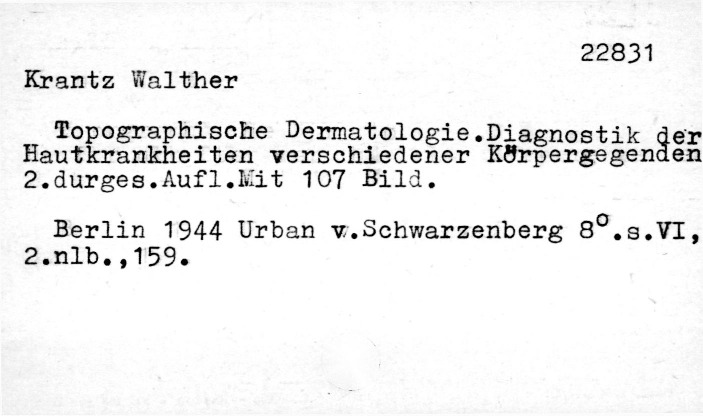 22831
Krantz Walther
Topographische Dermatologie.Diagnostik der
Hautkrankheiten verschiedener Körpergegenden
2.durges.Aufl.Mit 107 Bild.
Berlin 1944 Urban v.Schwarzenberg 8°.s.VI,
2.nlb.,159.